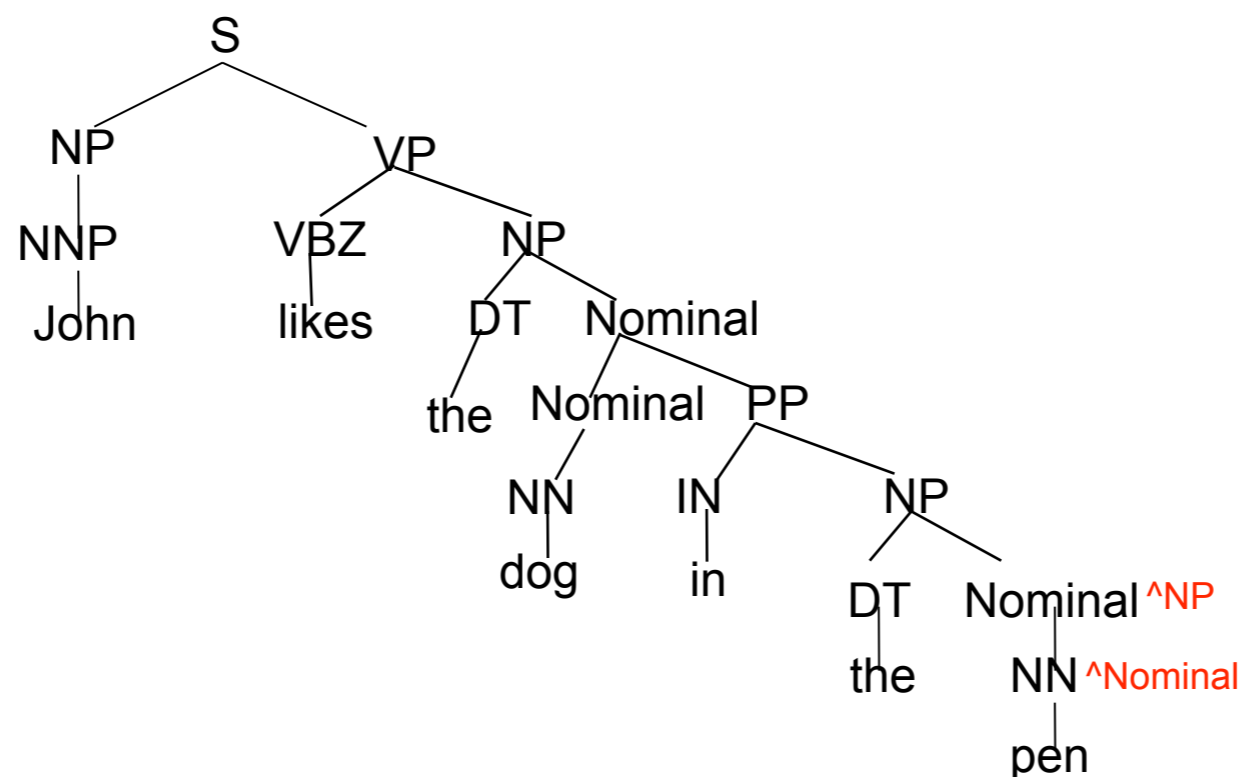 S
NP VP
NNP VBZ NP
John likes DT Nominal
the Nominal PP
NN IN NP
dog in DT Nominal ^NP
the NN ^Nominal
pen